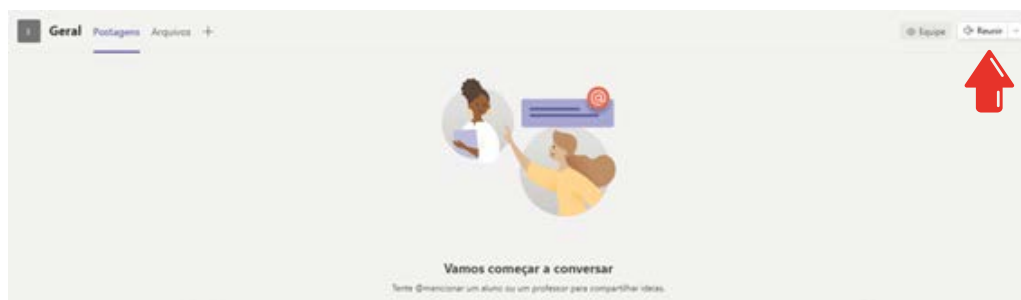 Geral Postagens Arquivos +
Equipe Reunir
@
Vamos começar a conversar
Tente @mencionar um aluno ou um professor para compartilhar ideias.